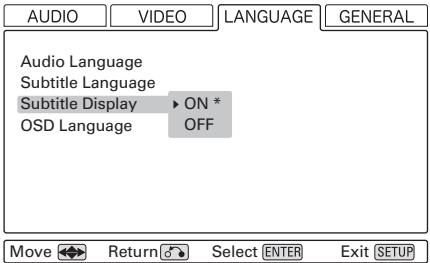 AUDIO VIDEO LANGUAGE GENERAL
Audio Language
Subtitle Language
Subtitle Display ON *
OSD Language OFF
Move Return Select ENTER Exit SETUP